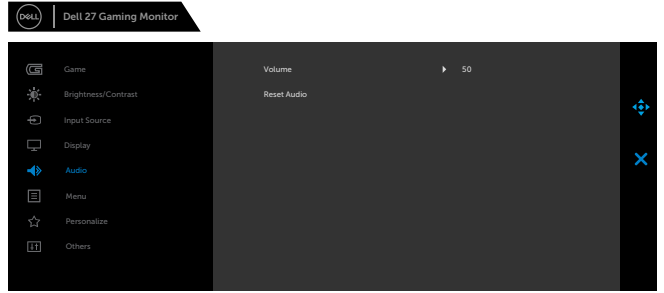 DELL
Dell 27 Gaming Monitor
Game
Volume 50
Brightness/Contrast
Reset Audio
Input Source
Display
Audio
Menu
Personalize
Others